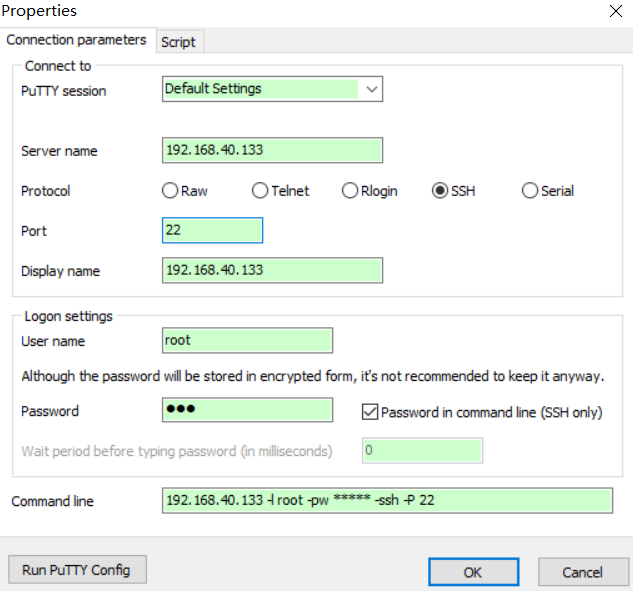 Properties
Connection parameters Script
Connect to
PuTTY session Default Settings
Server name 192.168.40.133
Protocol Raw Telnet Rlogin SSH Serial
Port 22
Display name 192.168.40.133
Logon settings
User name root
Although the password will be stored in encrypted form, it's not recommended to keep it anyway.
Password ●●● Password in command line (SSH only)
Wait period before typing password (in milliseconds) 0
Command line 192.168.40.133 -l root -pw ***** -ssh -P 22
Run PuTTY Config OK Cancel